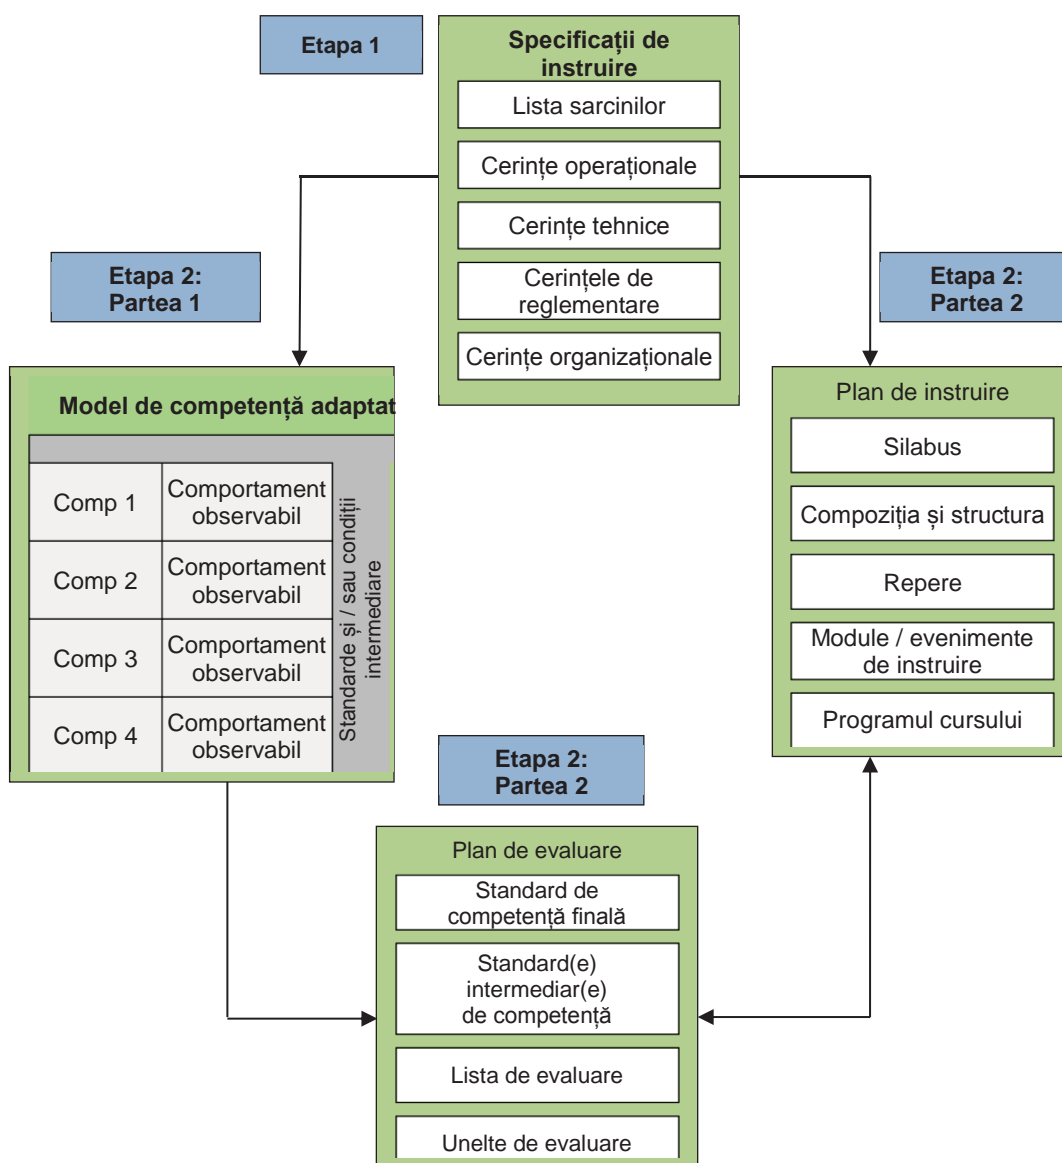 Etapa 1
Specificații de
instruire
Lista sarcinilor
Cerințe operaționale
Cerințe tehnice
Cerințele de
reglementare
Cerințe organizaționale
Etapa 2:
Partea 1
Etapa 2:
Partea 2
Model de competență adaptat
Comp 1
Comportament
observabil
Comp 2
Comportament
observabil
Comp 3
Comportament
observabil
Comp 4
Comportament
observabil
Standarde și / sau condiții
intermediare
Plan de instruire
Silabus
Compoziția și structura
Repere
Module / evenimente
de instruire
Programul cursului
Etapa 2:
Partea 2
Plan de evaluare
Standard de
competență finală
Standard(e)
intermediar(e)
de competență
Lista de evaluare
Unelte de evaluare